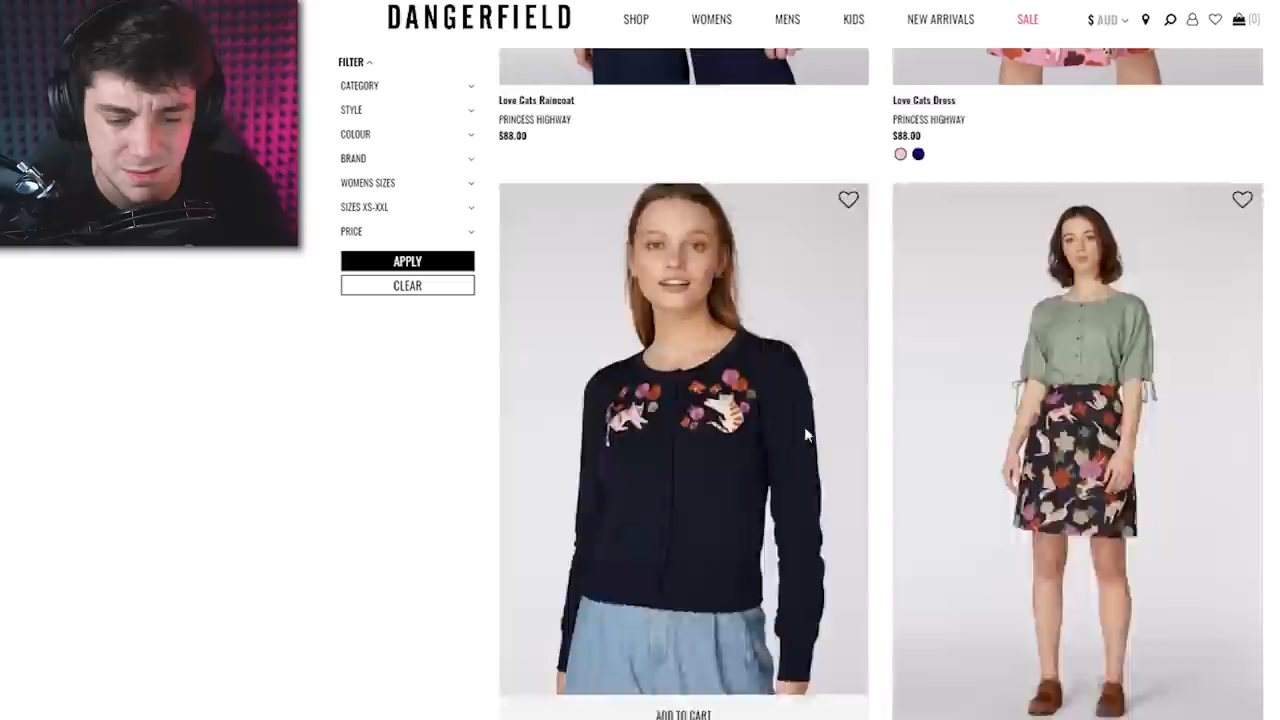 DANGERFIELD
SHOP WOMENS MENS KIDS NEW ARRIVALS SALE $ AUD (0)
FILTER
CATEGORY
STYLE
COLOUR
BRAND
WOMENS SIZES
SIZES XS-XXL
PRICE
APPLY
CLEAR
Love Cats Raincoat
PRINCESS HIGHWAY
$88.00
Love Cats Dress
PRINCESS HIGHWAY
$88.00
ADD TO CART